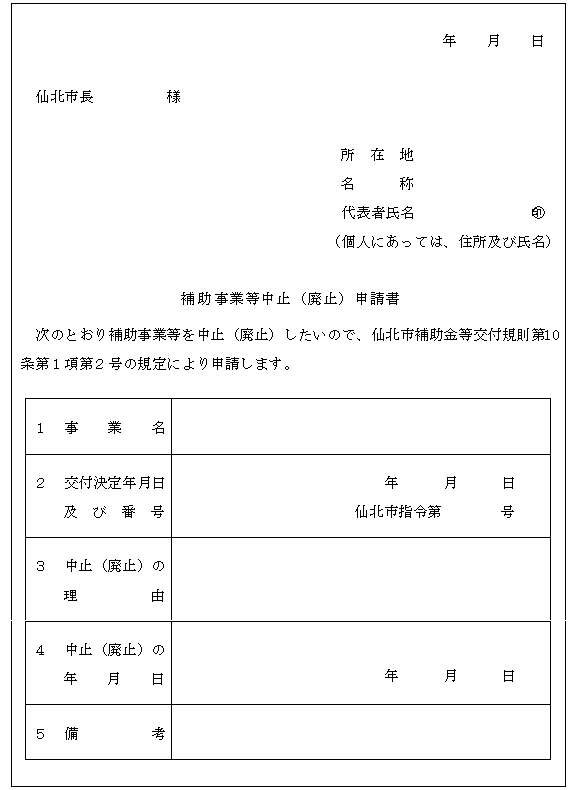 年　　月　　日
仙北市長　　　　　様
所　在　地
名　　　称
代表者氏名　　　　　　　　㊞
（個人にあっては、住所及び氏名）
補助事業等中止（廃止）申請書
次のとおり補助事業等を中止（廃止）したいので、仙北市補助金等交付規則第10
条第１項第２号の規定により申請します。
１　事　　業　　名
２　交付決定年月日　　年　　　月　　　日
及　び　番　号　　仙北市指令第　　　　号
３　中止（廃止）の
理　　　　　由
４　中止（廃止）の
年　　月　　日　　年　　　月　　　日
５　備　　　　　考